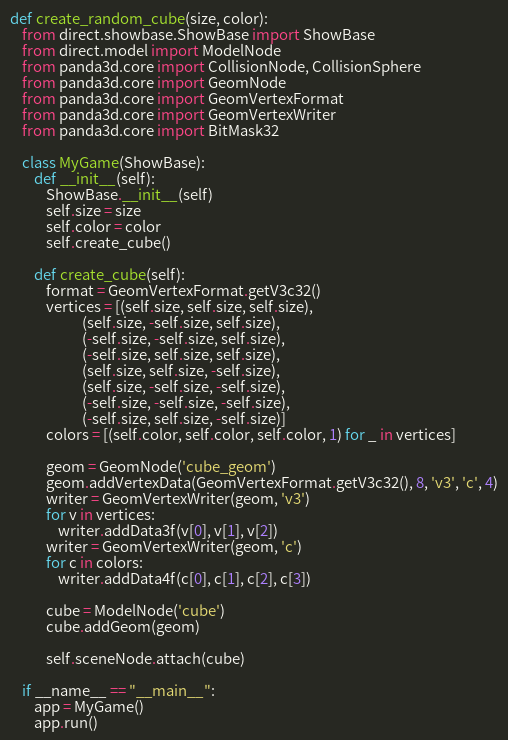 def create_random_cube(size, color):
    from direct.showbase.ShowBase import ShowBase
    from direct.model import ModelNode
    from panda3d.core import CollisionNode, CollisionSphere
    from panda3d.core import GeomNode
    from panda3d.core import GeomVertexFormat
    from panda3d.core import GeomVertexWriter
    from panda3d.core import BitMask32

    class MyGame(ShowBase):
        def __init__(self):
            ShowBase.__init__(self)
            self.size = size
            self.color = color
            self.create_cube()

        def create_cube(self):
            format = GeomVertexFormat.getV3c32()
            vertices = [(self.size, self.size, self.size),
                        (self.size, -self.size, self.size),
                        (-self.size, -self.size, self.size),
                        (-self.size, self.size, self.size),
                        (self.size, self.size, -self.size),
                        (self.size, -self.size, -self.size),
                        (-self.size, -self.size, -self.size),
                        (-self.size, self.size, -self.size)]
            colors = [(self.color, self.color, self.color, 1) for _ in vertices]

            geom = GeomNode('cube_geom')
            geom.addVertexData(GeomVertexFormat.getV3c32(), 8, 'v3', 'c', 4)
            writer = GeomVertexWriter(geom, 'v3')
            for v in vertices:
                writer.addData3f(v[0], v[1], v[2])
            writer = GeomVertexWriter(geom, 'c')
            for c in colors:
                writer.addData4f(c[0], c[1], c[2], c[3])

            cube = ModelNode('cube')
            cube.addGeom(geom)

            self.sceneNode.attach(cube)

    if __name__ == "__main__":
        app = MyGame()
        app.run()